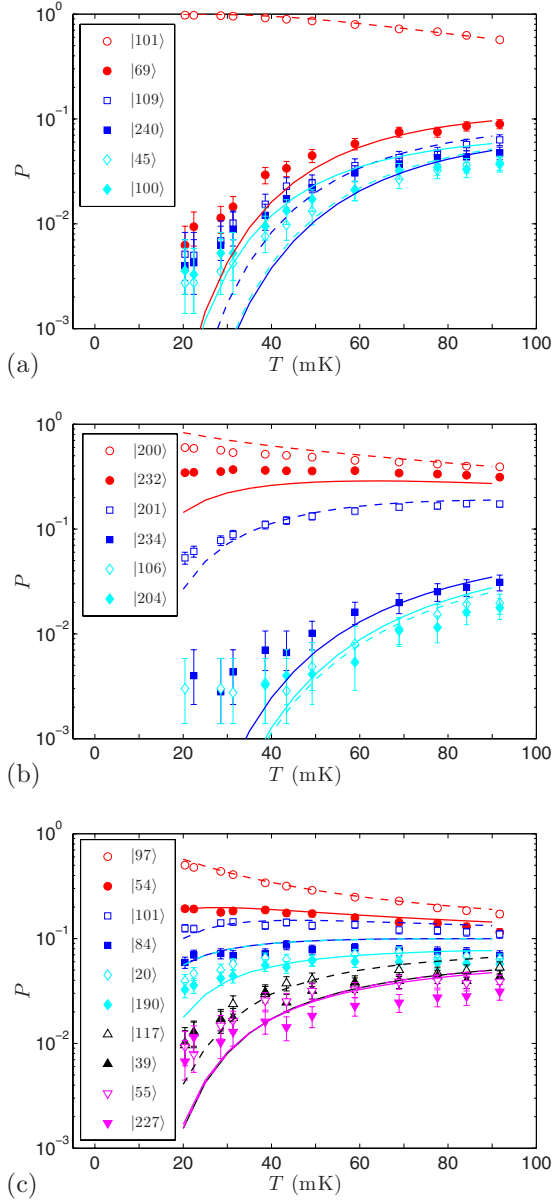 10^0
10^-1
10^-2
10^-3
P
|101⟩
|69⟩
|109⟩
|240⟩
|45⟩
|100⟩
0 20 40 60 80 100
T (mK)
(a)
10^0
10^-1
10^-2
10^-3
P
|200⟩
|232⟩
|201⟩
|234⟩
|106⟩
|204⟩
0 20 40 60 80 100
T (mK)
(b)
10^0
10^-1
10^-2
10^-3
P
|97⟩
|54⟩
|101⟩
|84⟩
|20⟩
|190⟩
|117⟩
|39⟩
|55⟩
|227⟩
0 20 40 60 80 100
T (mK)
(c)